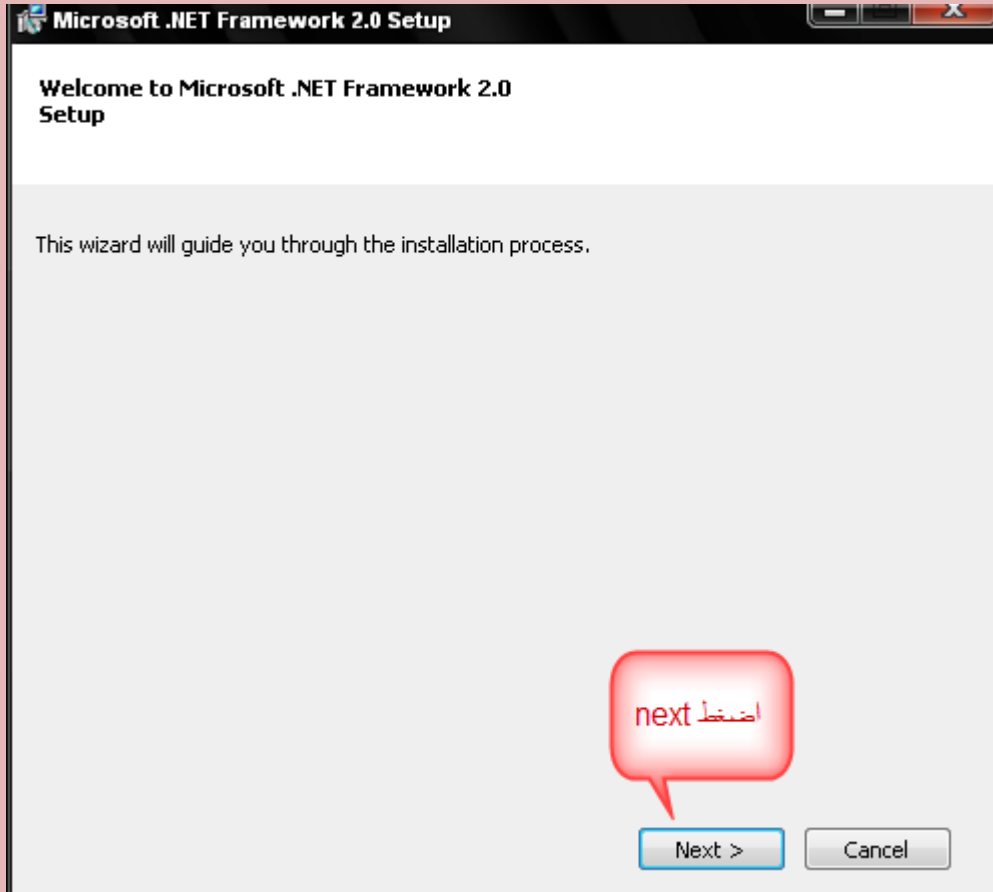 Microsoft .NET Framework 2.0 Setup
Welcome to Microsoft .NET Framework 2.0
Setup
This wizard will guide you through the installation process.
اضغط next
Next >
Cancel